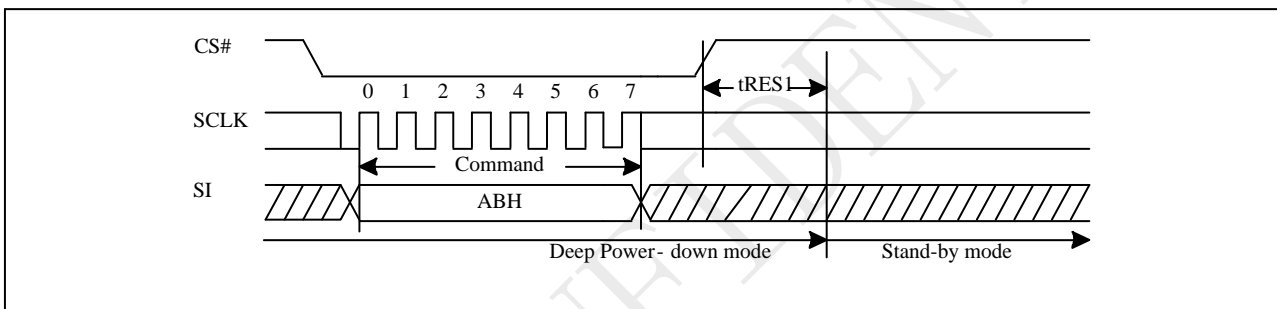 CS#
tRES1
0 1 2 3 4 5 6 7
SCLK
Command
SI
ABH
Deep Power- down mode Stand-by mode